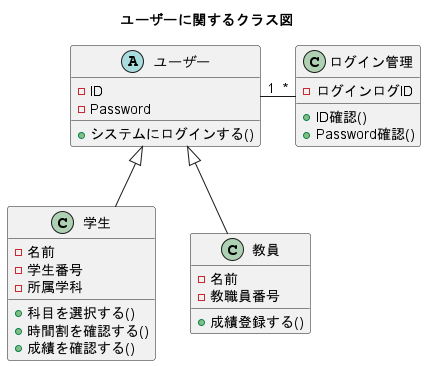 ユーザーに関するクラス図
A ユーザー
ID
Password
システムにログインする()
1 *
C ログイン管理
ログインログID
ID確認()
Password確認()
C 学生
名前
学生番号
所属学科
科目を選択する()
時間割を確認する()
成績を確認する()
C 教員
名前
教職員番号
成績登録する()